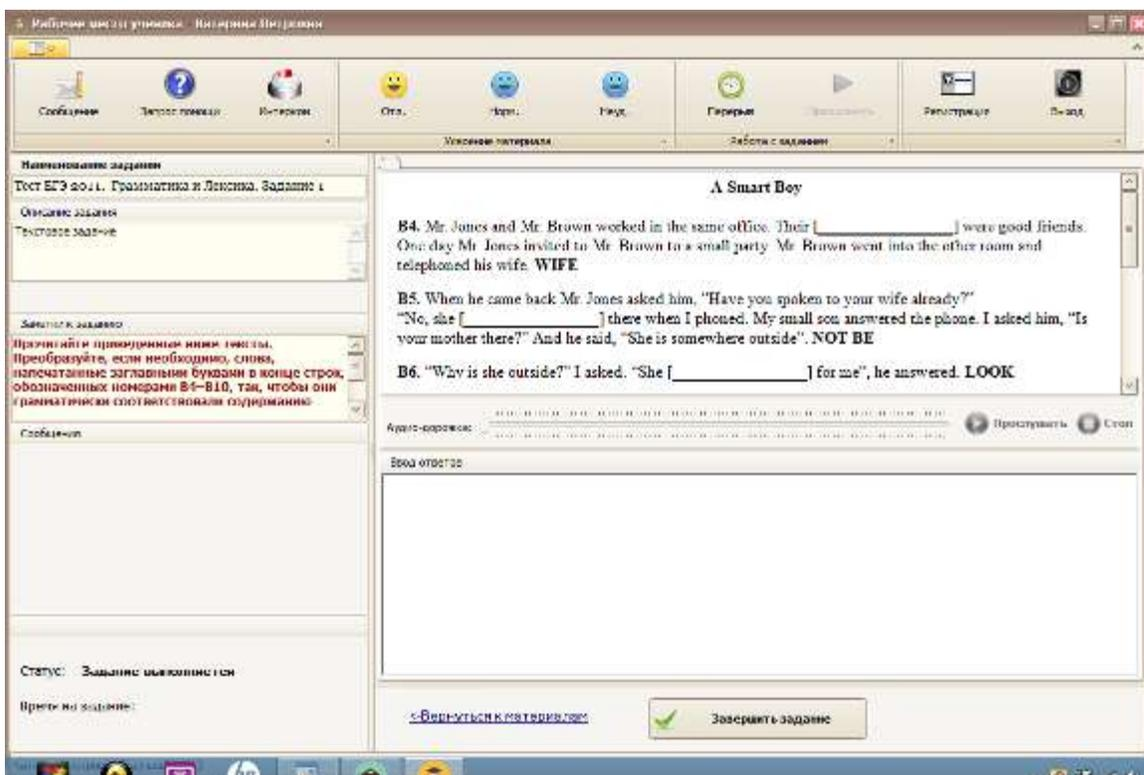 Рабочее место ученика - Катерина Петровна
Сообщение
Запрос помощи
Интерком
Отл.
Норм.
Неуд.
Перерыв
Регистрация
Выход
Усвоение материала
Работа с заданием
Наименование задания
Тест ЕГЭ 2011. Грамматика и Лексика. Задание 1
Описание задания
Текстовое задание
Заметки к заданию
Прочитайте приведенные ниже тексты.
Преобразуйте, если необходимо, слова,
напечатанные заглавными буквами в конце строк,
обозначенных номерами B4–B10, так, чтобы они
грамматически соответствовали содержанию
Сообщения
Статус: Задание выполняется
Время на задание:
A Smart Boy
B4. Mr. Jones and Mr. Brown worked in the same office. Their [____________________] were good friends.
One day Mr. Jones invited to Mr. Brown to a small party. Mr. Brown went into the other room and
telephoned his wife. WIFE
B5. When he came back Mr. Jones asked him, “Have you spoken to your wife already?”
“No, she [____________________] there when I phoned. My small son answered the phone. I asked him, “Is
your mother there?” And he said, “She is somewhere outside”. NOT BE
B6. “Why is she outside?” I asked. “She [____________________] for me”, he answered. LOOK
Аудио-дорожка:
Прослушать
Стоп
Ввод ответов
<-Вернуться к материалам
Завершить задание
hp